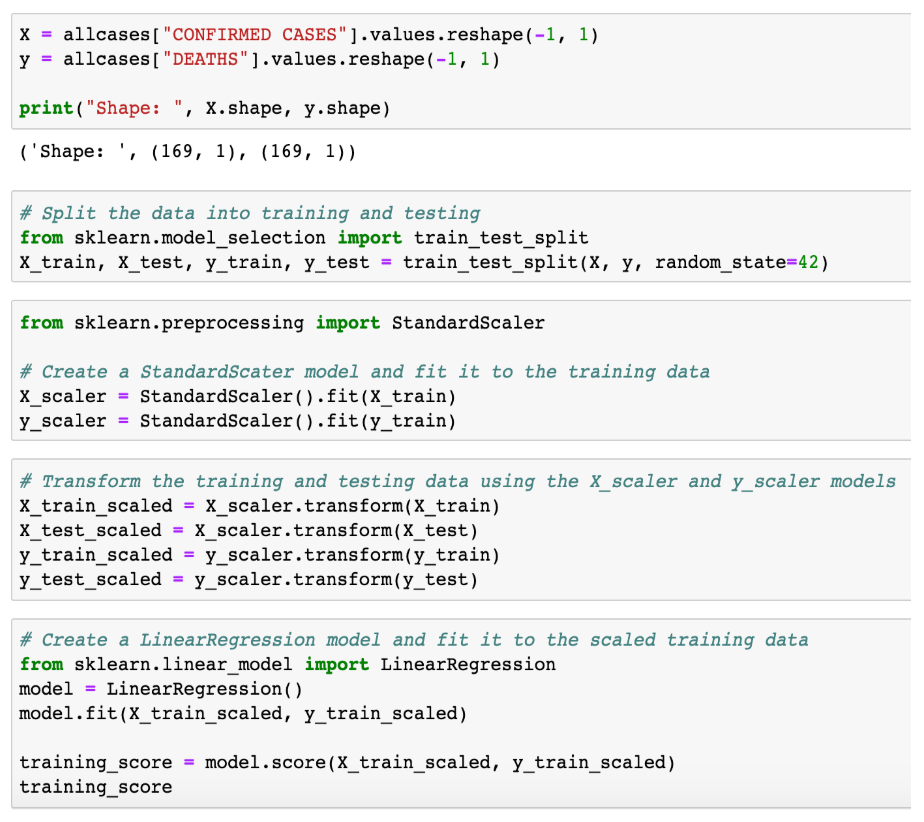 X = allcases["CONFIRMED CASES"].values.reshape(-1, 1)
y = allcases["DEATHS"].values.reshape(-1, 1)
print("Shape: ", X.shape, y.shape)
('Shape: ', (169, 1), (169, 1))
# Split the data into training and testing
from sklearn.model_selection import train_test_split
X_train, X_test, y_train, y_test = train_test_split(X, y, random_state=42)
from sklearn.preprocessing import StandardScaler
# Create a StandardScater model and fit it to the training data
X_scaler = StandardScaler().fit(X_train)
y_scaler = StandardScaler().fit(y_train)
# Transform the training and testing data using the X_scaler and y_scaler models
X_train_scaled = X_scaler.transform(X_train)
X_test_scaled = X_scaler.transform(X_test)
y_train_scaled = y_scaler.transform(y_train)
y_test_scaled = y_scaler.transform(y_test)
# Create a LinearRegression model and fit it to the scaled training data
from sklearn.linear_model import LinearRegression
model = LinearRegression()
model.fit(X_train_scaled, y_train_scaled)
training_score = model.score(X_train_scaled, y_train_scaled)
training_score